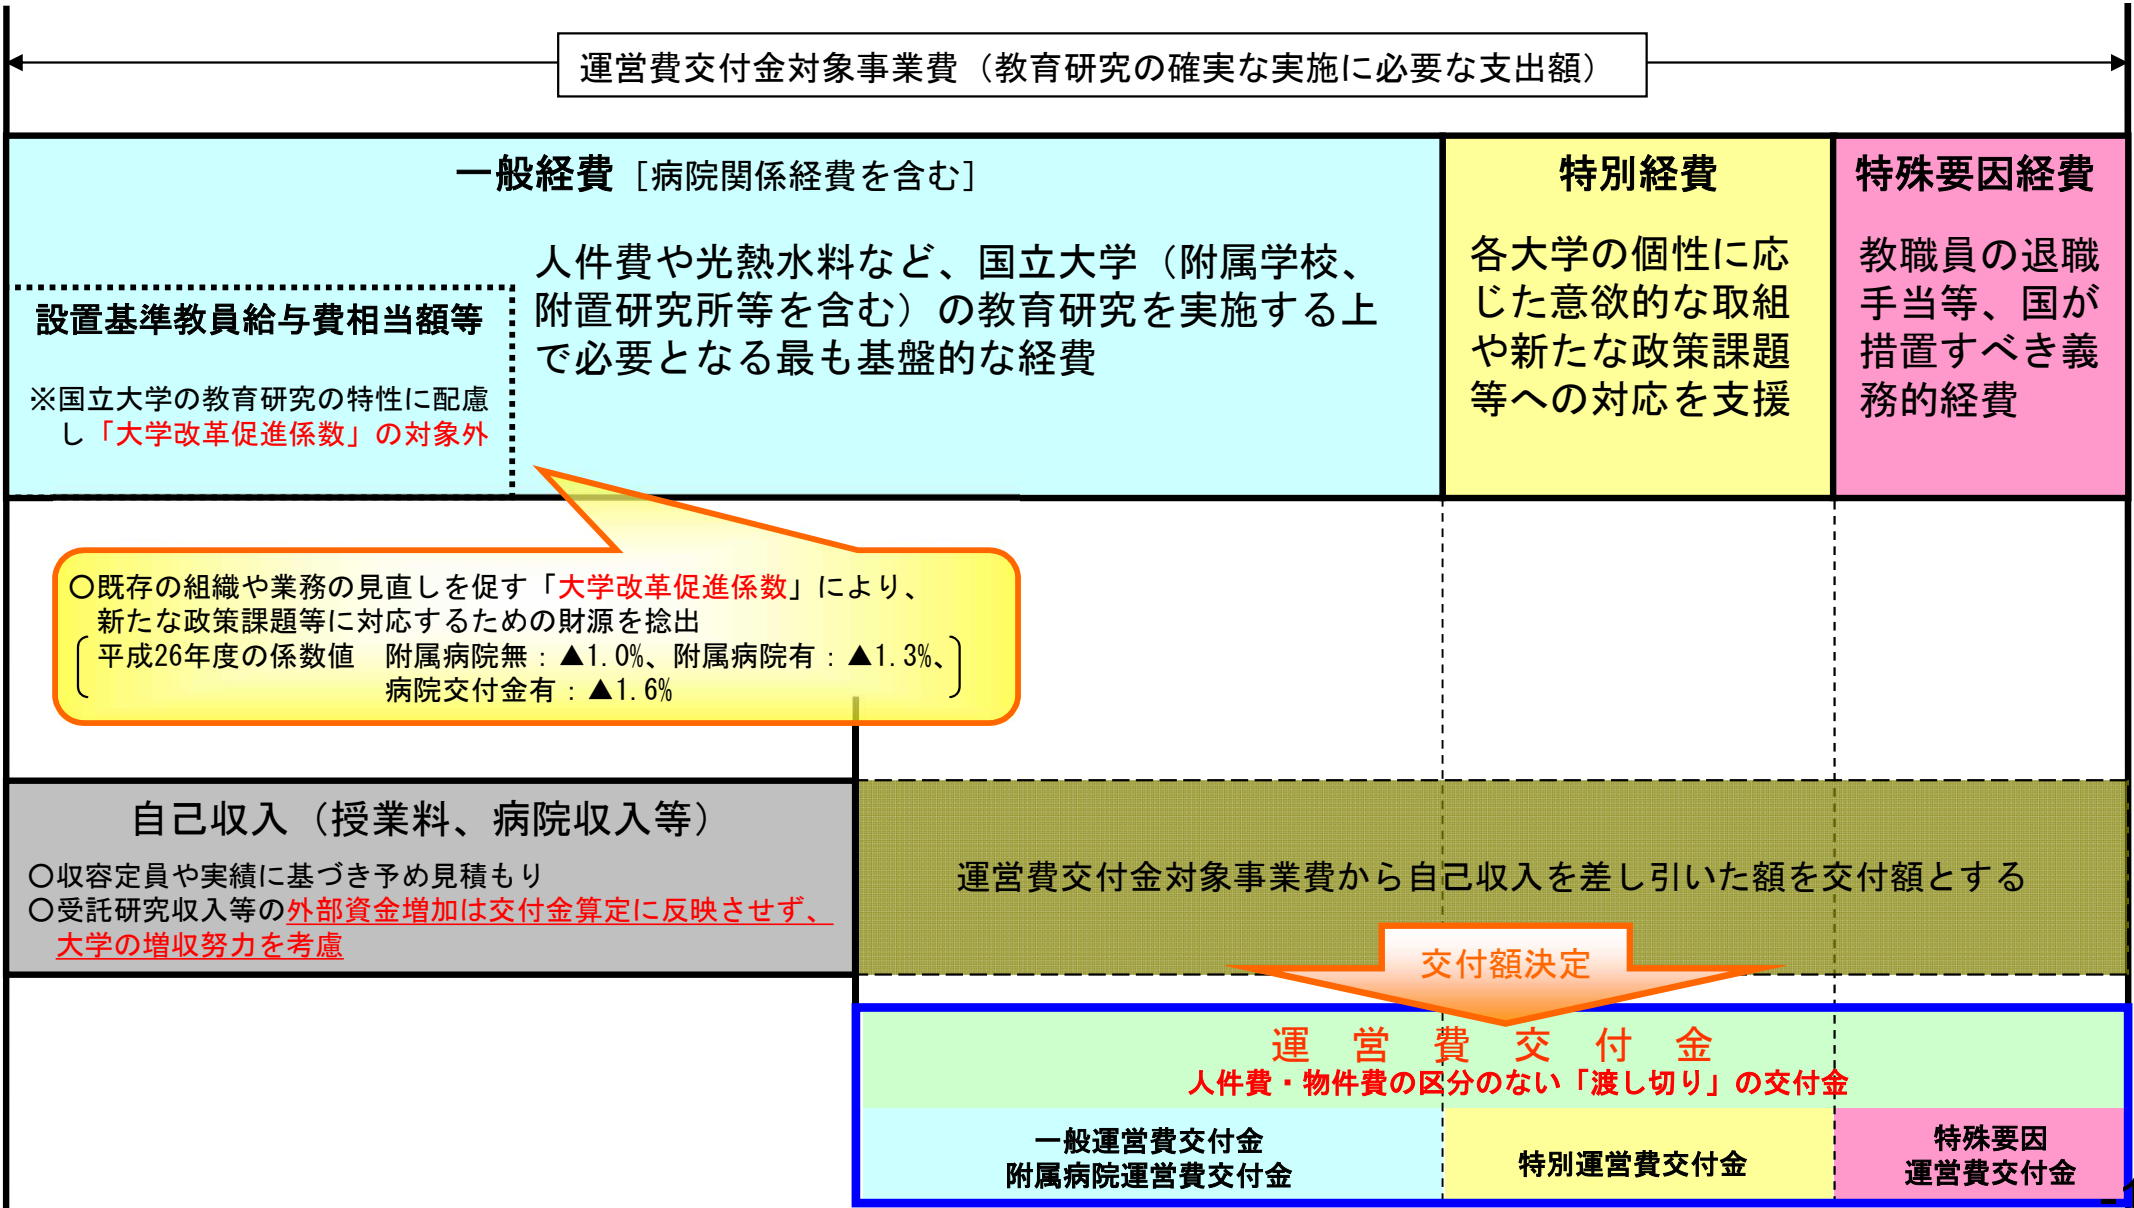 運営費交付金対象事業費（教育研究の確実な実施に必要な支出額）
一般経費［病院関係経費を含む］
人件費や光熱水料など、国立大学（附属学校、
附置研究所等を含む）の教育研究を実施する上
で必要となる最も基盤的な経費
設置基準教員給与費相当額等
※国立大学の教育研究の特性に配慮
し「大学改革促進係数」の対象外
特別経費
各大学の個性に応
じた意欲的な取組
や新たな政策課題
等への対応を支援
特殊要因経費
教職員の退職
手当等、国が
措置すべき義
務的経費
○既存の組織や業務の見直しを促す「大学改革促進係数」により、
新たな政策課題等に対応するための財源を捻出
平成26年度の係数値　附属病院無：▲1.0%、附属病院有：▲1.3%、
病院交付金有：▲1.6%
自己収入（授業料、病院収入等）
○収容定員や実績に基づき予め見積もり
○受託研究収入等の外部資金増加は交付金算定に反映させず、
大学の増収努力を考慮
運営費交付金対象事業費から自己収入を差し引いた額を交付額とする
交付額決定
運　営　費　交　付　金
人件費・物件費の区分のない「渡し切り」の交付金
一般運営費交付金
附属病院運営費交付金
特別運営費交付金
特殊要因
運営費交付金